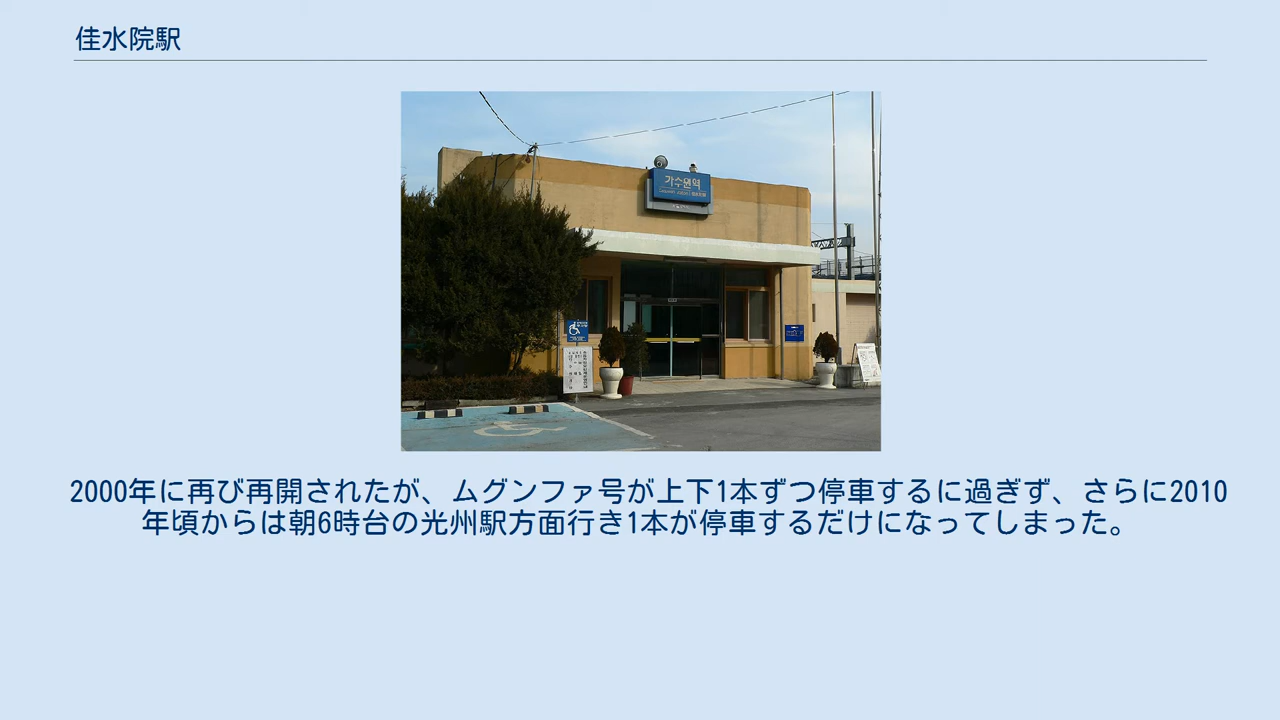 佳水院駅
가수원역
2000年に再び再開されたが、ムグンファ号が上下1本ずつ停車するに過ぎず、さらに2010
年頃からは朝6時台の光州駅方面行き1本が停車するだけになってしまった。